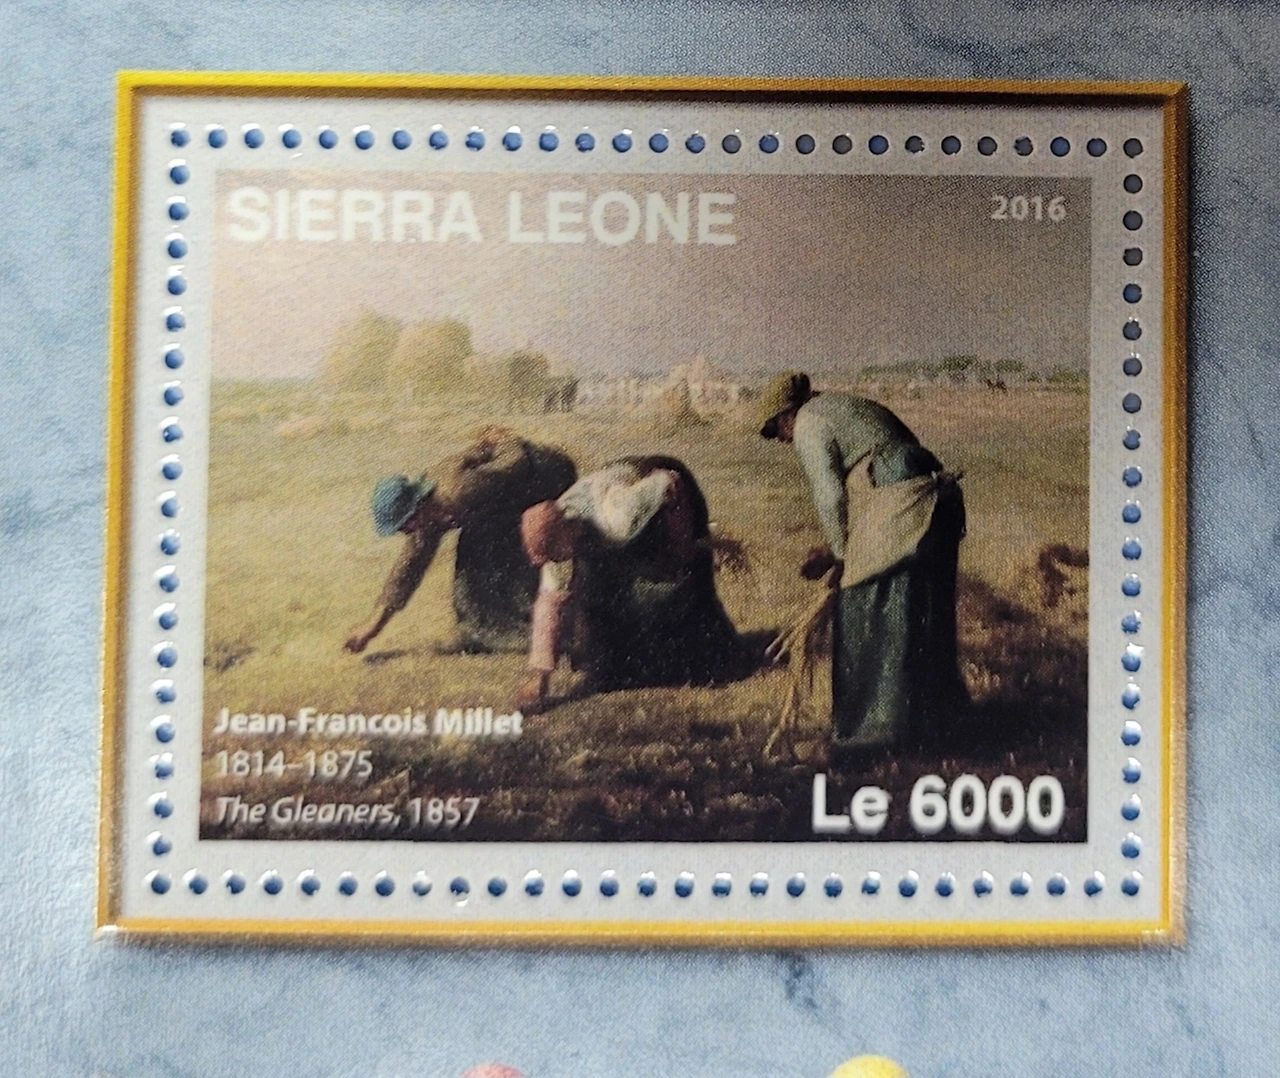 SIERRA LEONE
2016
Jean-Francois Millet
1814–1875
The Gleaners, 1857
Le 6000